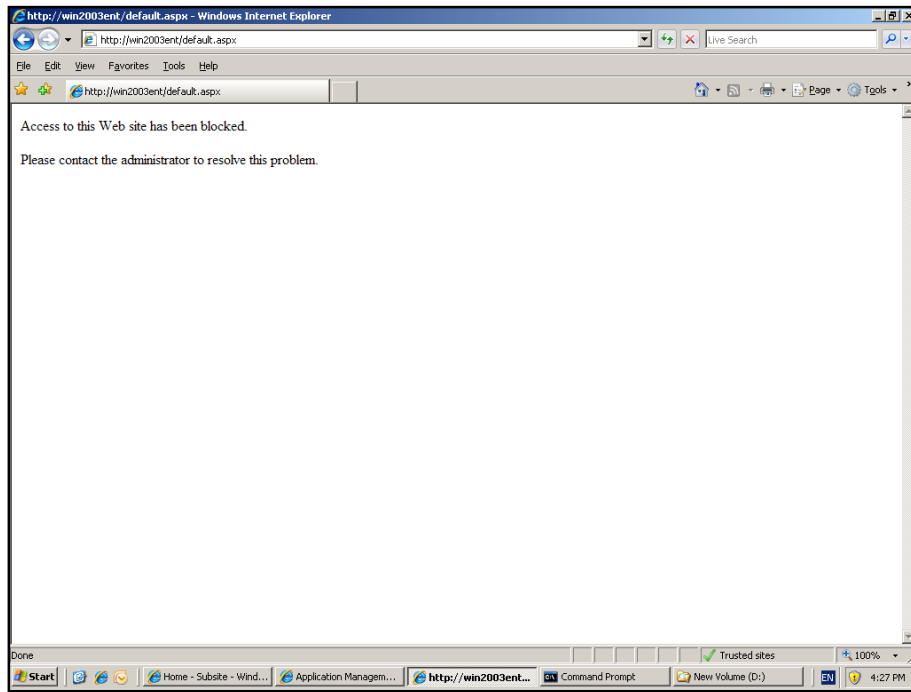 http://win2003ent/default.aspx - Windows Internet Explorer
http://win2003ent/default.aspx
Live Search
File Edit View Favorites Tools Help
http://win2003ent/default.aspx
Page Tools
Access to this Web site has been blocked.
Please contact the administrator to resolve this problem.
Done
Trusted sites
100%
Start
Home - Subsite - Wind...
Application Managem...
http://win2003ent...
Command Prompt
New Volume (D:)
EN
4:27 PM